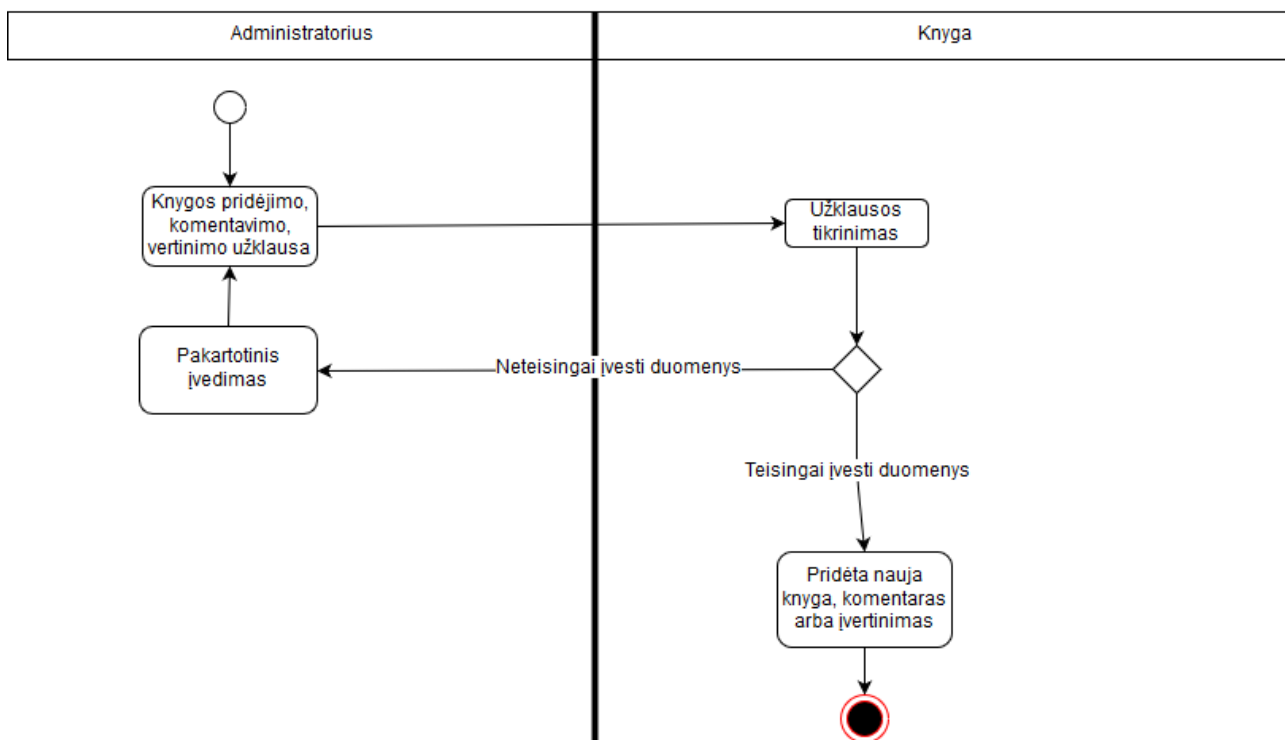 Administratorius
Knyga
Knygos pridėjimo,
komentavimo,
vertinimo užklausa
Užklausos
tikrinimas
Pakartotinis
įvedimas
Neteisingai įvesti duomenys
Teisingai įvesti duomenys
Pridėta nauja
knyga, komentaras
arba įvertinimas